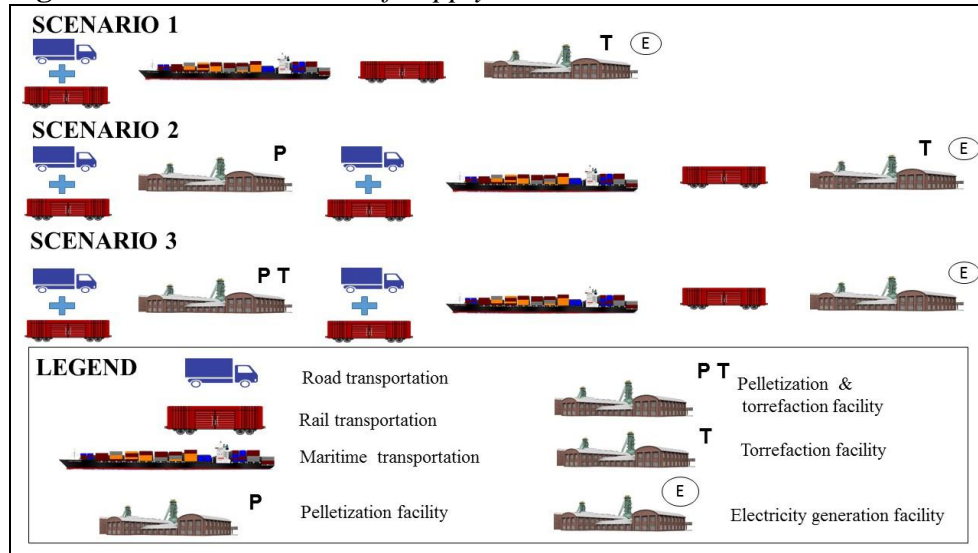 SCENARIO 1
T E
SCENARIO 2
P
T E
SCENARIO 3
P T
E
LEGEND
Road transportation
Rail transportation
Maritime transportation
P
Pelletization facility
P T
Pelletization &
torrefaction facility
T
Torrefaction facility
E
Electricity generation facility